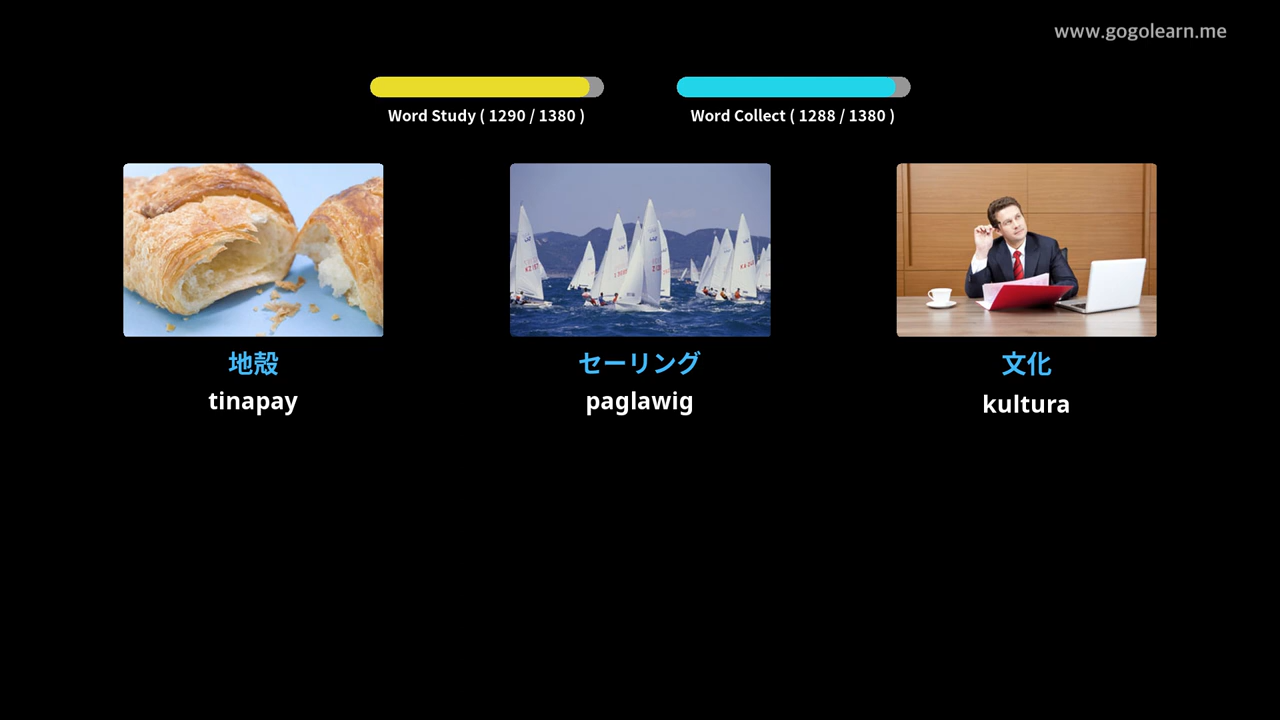 www.gogolearn.me
Word Study ( 1290 / 1380 )
Word Collect ( 1288 / 1380 )
地殻
tinapay
セーリング
paglawig
文化
kultura